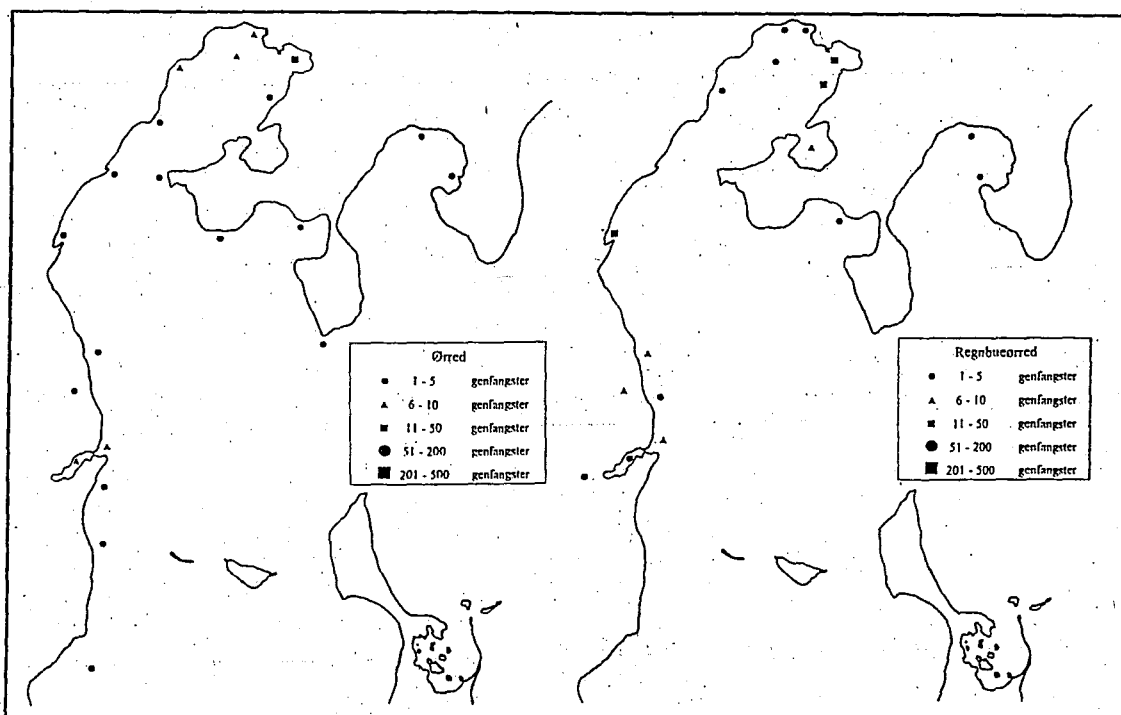 Ørred
1 - 5 genfangster
6 - 10 genfangster
11 - 50 genfangster
51 - 200 genfangster
201 - 500 genfangster
Regnbueørred
1 - 5 genfangster
6 - 10 genfangster
11 - 50 genfangster
51 - 200 genfangster
201 - 500 genfangster